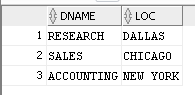 DNAME LOC
1 RESEARCH DALLAS
2 SALES CHICAGO
3 ACCOUNTING NEW YORK